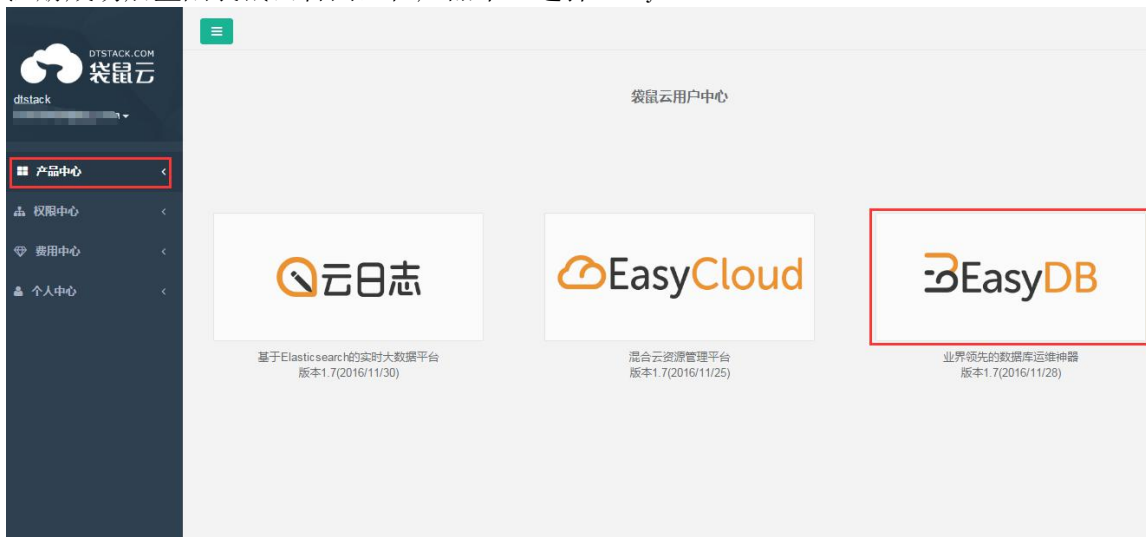 DTSTACK.COM
袋鼠云
dtstack
产品中心
权限中心
费用中心
个人中心
袋鼠云用户中心
云日志
EasyCloud
EasyDB
基于Elasticsearch的实时大数据平台
版本1.7(2016/11/30)
混合云资源管理平台
版本1.7(2016/11/25)
业界领先的数据库运维神器
版本1.7(2016/11/28)